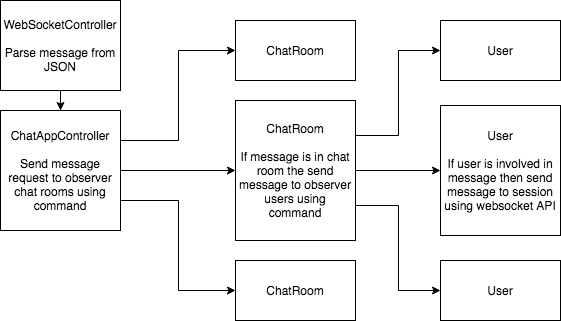 WebSocketController
Parse message from
JSON
ChatAppController
Send message
request to observer
chat rooms using
command
ChatRoom
ChatRoom
If message is in chat
room the send
message to observer
users using
command
ChatRoom
User
User
If user is involved in
message then send
message to session
using websocket API
User